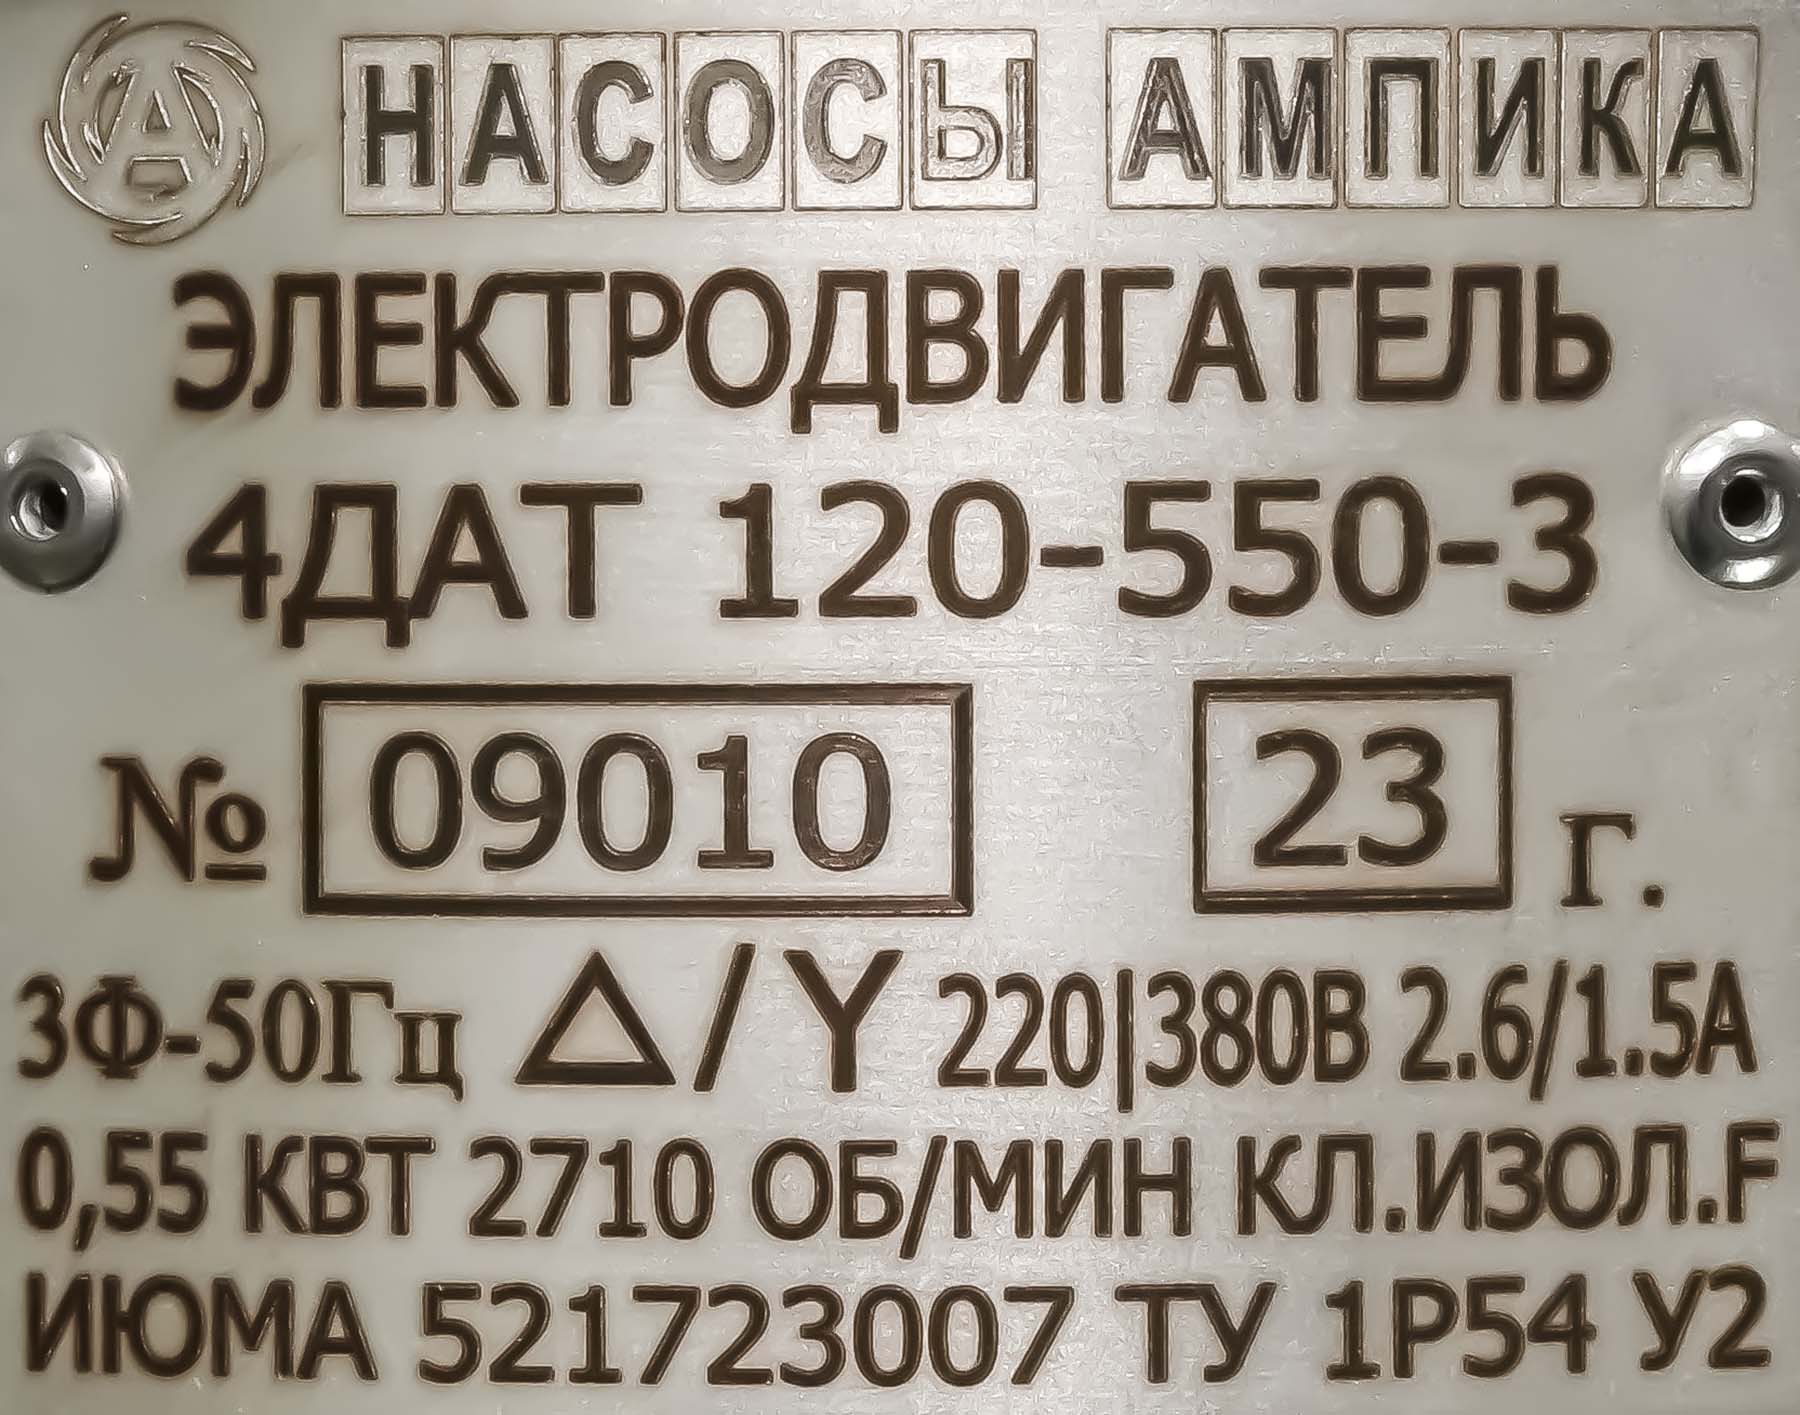 НАСОСЫ АМПИКА
ЭЛЕКТРОДВИГАТЕЛЬ
4ДАТ 120-550-3
№ 09010 23 г.
3Ф-50Гц △/Y 220|380В 2.6/1.5А
0,55 КВТ 2710 ОБ/МИН КЛ.ИЗОЛ.F
ИЮМА 521723007 ТУ 1Р54 У2